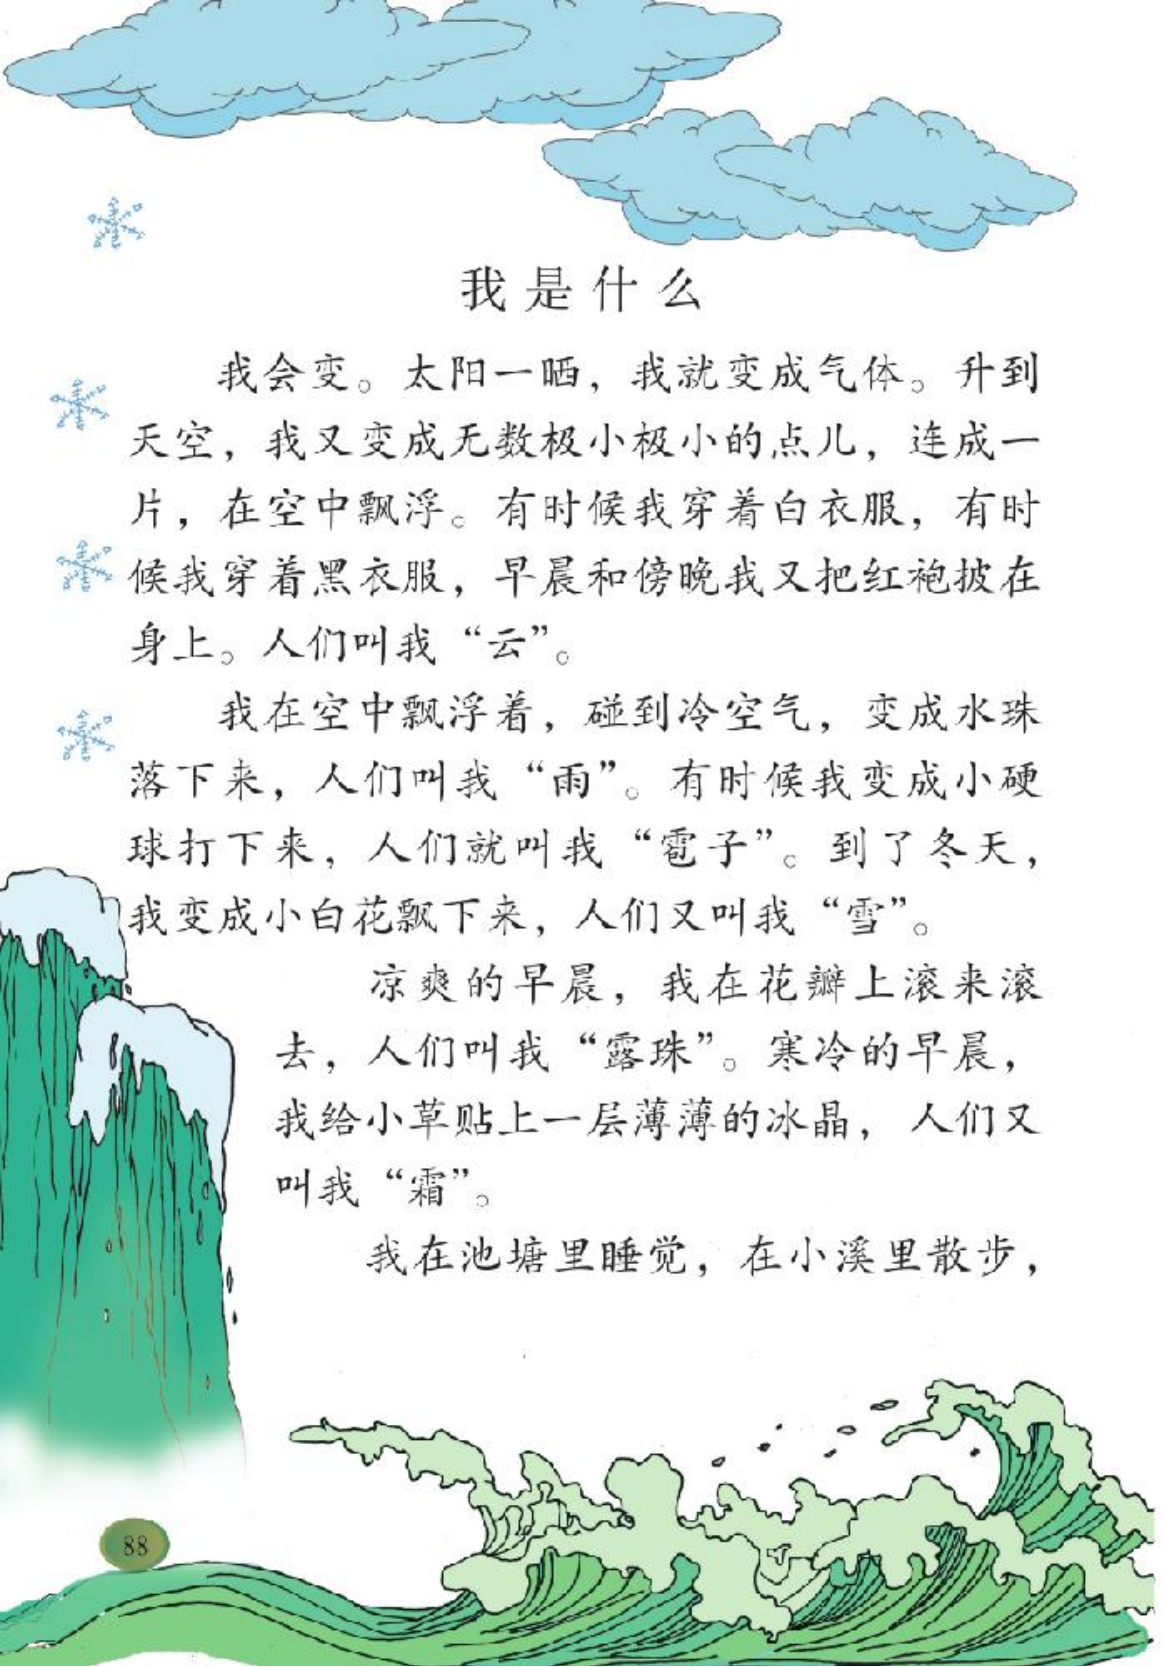 我是什么
我会变。太阳一晒，我就变成气体。升到
天空，我又变成无数极小极小的点儿，连成一
片，在空中飘浮。有时候我穿着白衣服，有时
候我穿着黑衣服，早晨和傍晚我又把红袍披在
身上。人们叫我“云”。
我在空中飘浮着，碰到冷空气，变成水珠
落下来，人们叫我“雨”。有时候我变成小硬
球打下来，人们就叫我“雹子”。到了冬天，
我变成小白花飘下来，人们又叫我“雪”。
凉爽的早晨，我在花瓣上滚来滚
去，人们叫我“露珠”。寒冷的早晨，
我给小草贴上一层薄薄的冰晶，人们又
叫我“霜”。
我在池塘里睡觉，在小溪里散步，
88